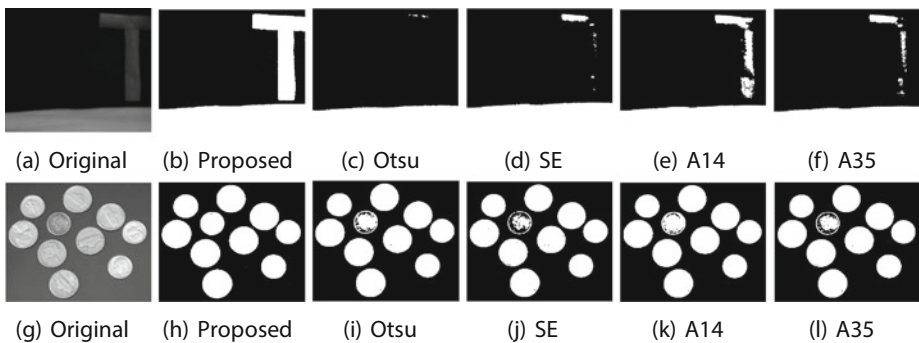 (a) Original (b) Proposed (c) Otsu (d) SE (e) A14 (f) A35
(g) Original (h) Proposed (i) Otsu (j) SE (k) A14 (l) A35